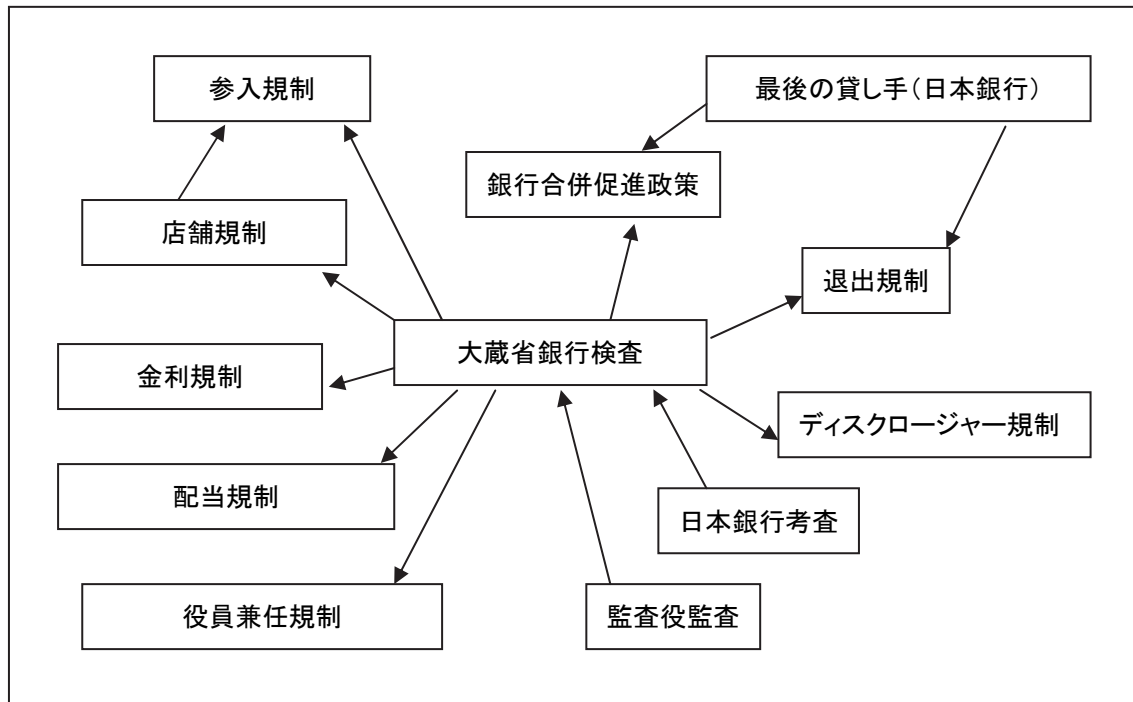 参入規制
最後の貸し手(日本銀行)
銀行合併促進政策
店舗規制
退出規制
大蔵省銀行検査
金利規制
ディスクロージャー規制
配当規制
日本銀行考査
役員兼任規制
監査役監査